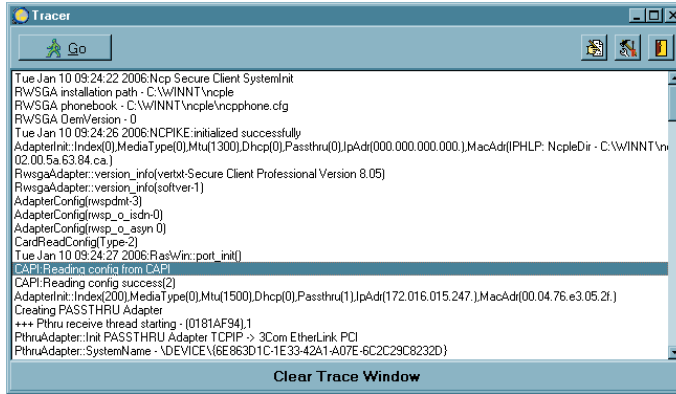 Tracer
Go
Tue Jan 10 09:24:22 2006:Ncp Secure Client SystemInit
RWSGA installation path - C:\WINNT\ncple
RWSGA phonebook - C:\WINNT\ncple\ncpphone.cfg
RWSGA OemVersion - 0
Tue Jan 10 09:24:26 2006:NCPIKE:initialized successfully
AdapterInit::Index(0),MediaType(0),Mtu(1300),Dhcp(0),Passthru(0),IpAdr(000.000.000.000.),MacAdr(IPHLP: NcpleDir - C:\WINNT\n
02.00.5a.63.84.ca.)
RwsgaAdapter::version_info(vertxt-Secure Client Professional Version 8.05)
RwsgaAdapter::version_info(softver-1)
AdapterConfig(rwspdmt-3)
AdapterConfig(rwsp_o_isdn-0)
AdapterConfig(rwsp_o_asyn 0)
CardReadConfig(Type-2)
Tue Jan 10 09:24:27 2006:RasWin::port_init()
CAPI:Reading config from CAPI
CAPI:Reading config success(2)
AdapterInit::Index(200),MediaType(0),Mtu(1500),Dhcp(0),Passthru(1),IpAdr(172.016.015.247.),MacAdr(00.04.76.e3.05.2f.)
Creating PASSTHRU Adapter
+++ Pthru receive thread starting - (0181AF94),1
PthruAdapter::Init PASSTHRU Adapter TCPIP -> 3Com EtherLink PCI
PthruAdapter::SystemName - \DEVICE\{6E863D1C-1E33-42A1-A07E-6C2C29C8232D}
Clear Trace Window